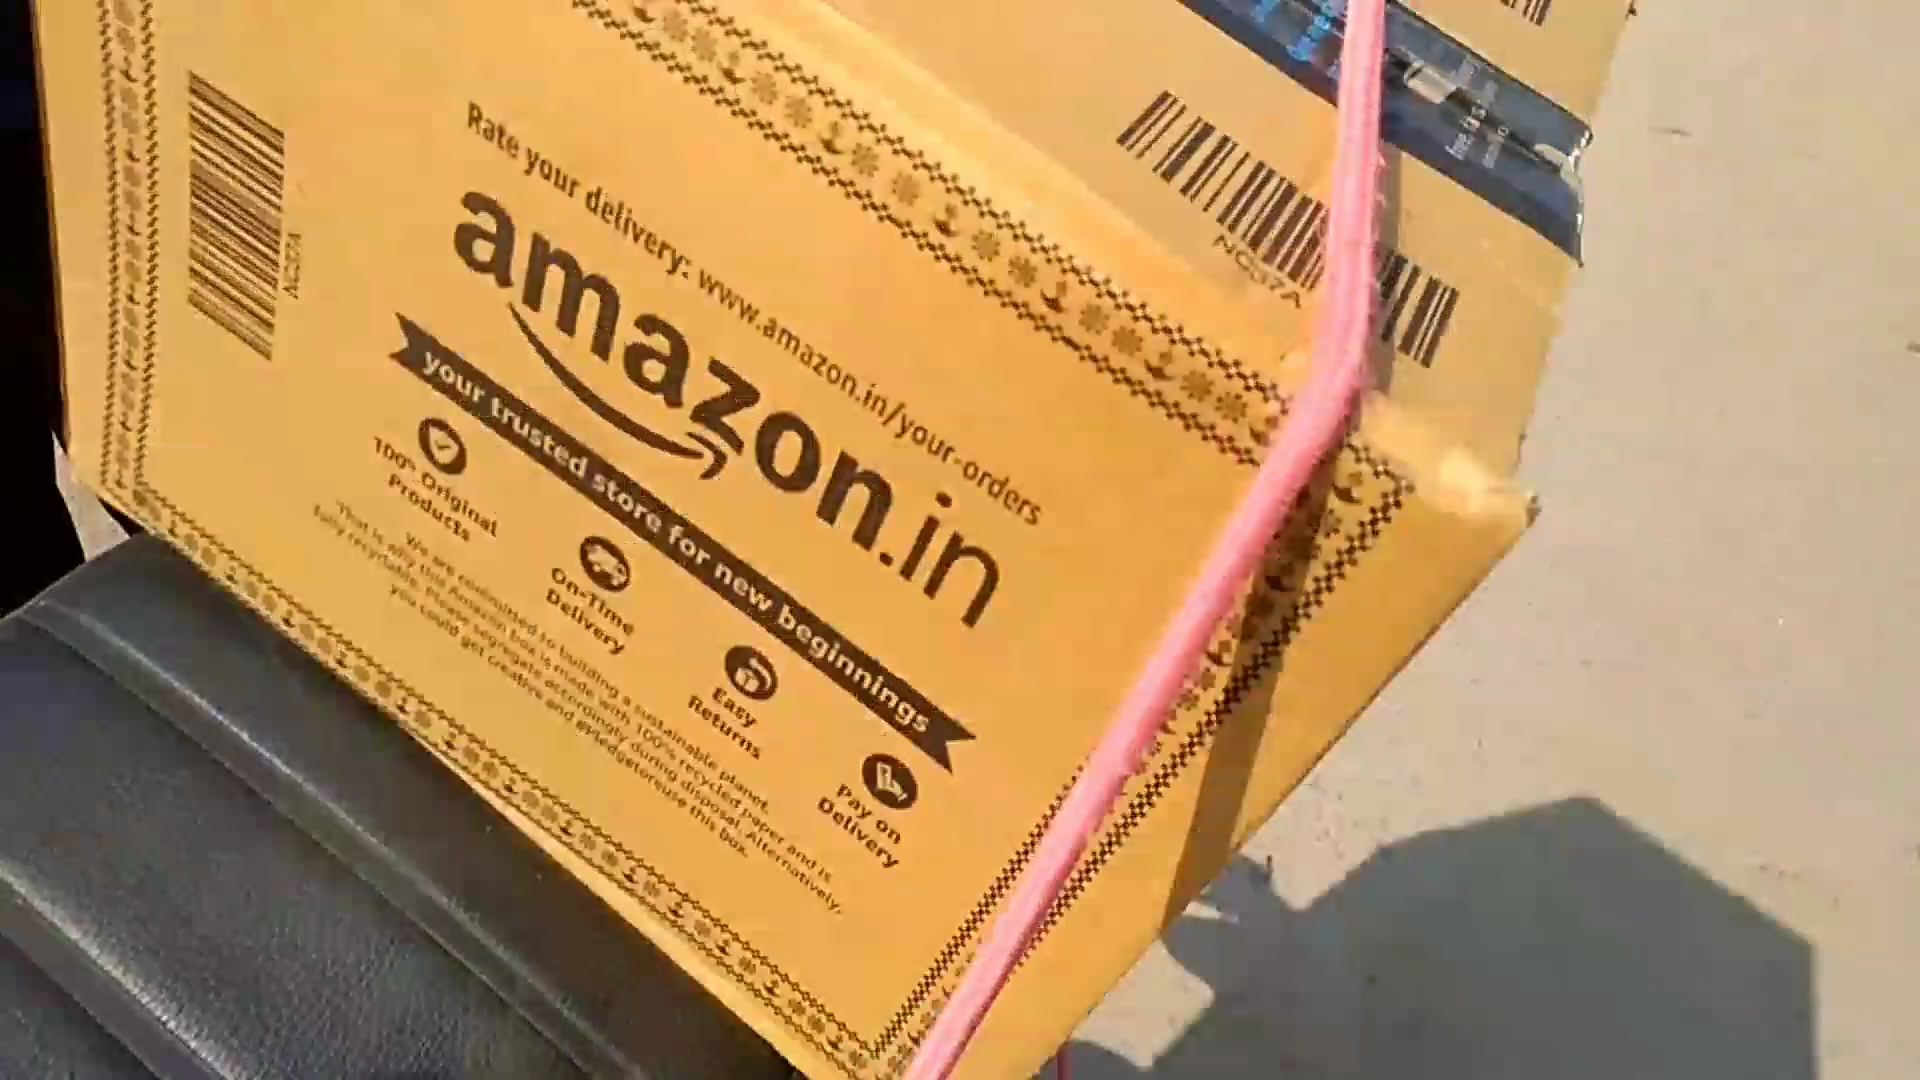 Rate your delivery: www.amazon.in/your-orders
amazon.in
your trusted store for new beginnings
100% Original
Products
On-Time
Delivery
Easy
Returns
Pay on
Delivery
We are committed to building a sustainable planet.
That is why this Amazon box is made with 100% recycled paper and is
fully recyclable. Please segregate accordingly during disposal. Alternatively,
you could get creative and #PledgetoReuse this box.